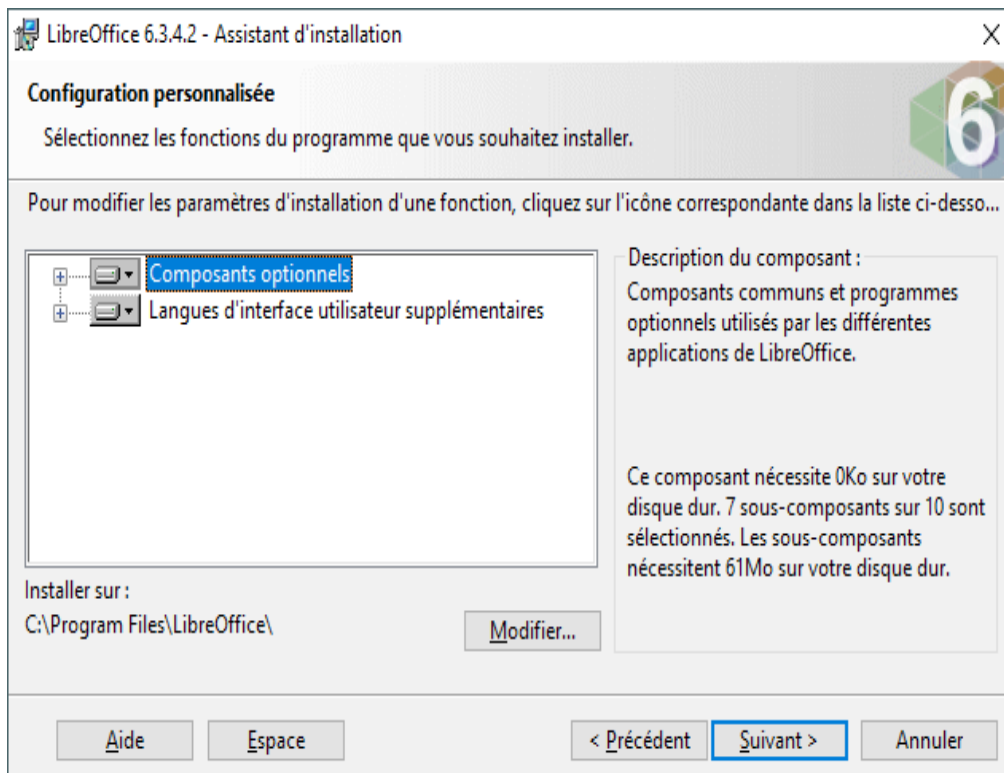 LibreOffice 6.3.4.2 - Assistant d'installation
Configuration personnalisée
Sélectionnez les fonctions du programme que vous souhaitez installer.
6
Pour modifier les paramètres d'installation d'une fonction, cliquez sur l'icône correspondante dans la liste ci-desso...
Composants optionnels
Langues d'interface utilisateur supplémentaires
Description du composant :
Composants communs et programmes
optionnels utilisés par les différentes
applications de LibreOffice.
Ce composant nécessite 0Ko sur votre
disque dur. 7 sous-composants sur 10 sont
sélectionnés. Les sous-composants
nécessitent 61Mo sur votre disque dur.
Installer sur :
C:\Program Files\LibreOffice\
Modifier...
Aide
Espace
< Précédent
Suivant >
Annuler